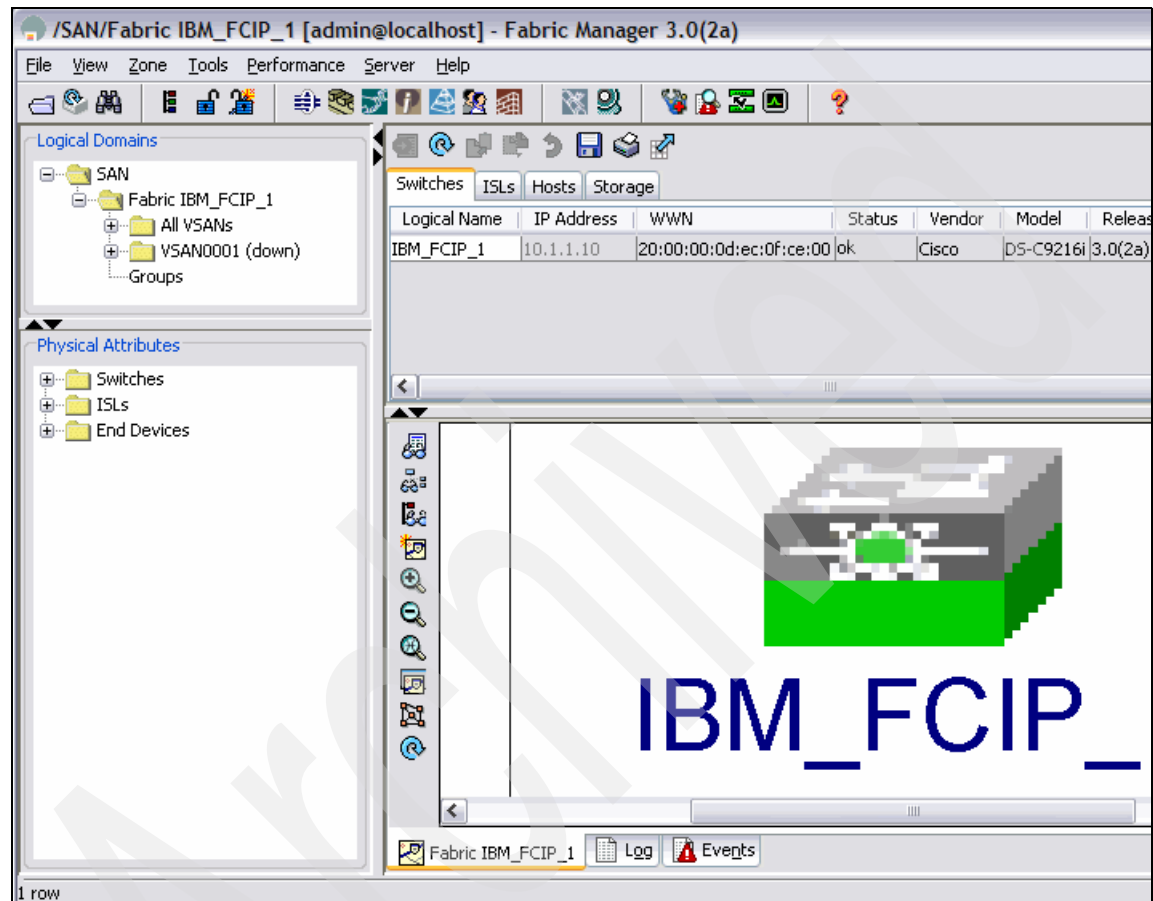 /SAN/Fabric IBM_FCIP_1 [admin@localhost] - Fabric Manager 3.0(2a)
File View Zone Tools Performance Server Help
Logical Domains
SAN
Fabric IBM_FCIP_1
All VSANs
VSAN0001 (down)
Groups
Physical Attributes
Switches
ISLs
End Devices
Switches ISLs Hosts Storage
Logical Name IP Address WWN Status Vendor Model Releas
IBM_FCIP_1 10.1.1.10 20:00:00:0d:ec:0f:ce:00 ok Cisco DS-C9216i 3.0(2a)
IBM_FCIP_
Fabric IBM_FCIP_1 Log Events
1 row
Archived